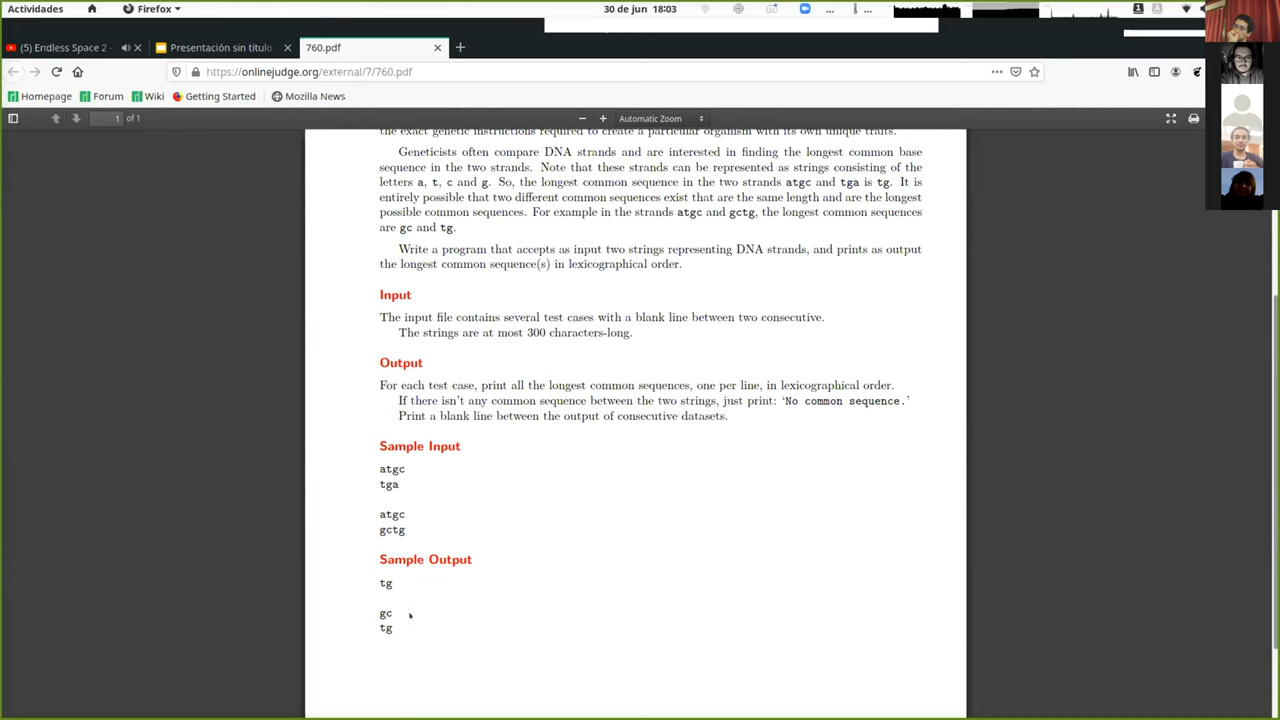 Actividades
Firefox
30 de jun 18:03
...
...
1
A
(5) Endless Space 2 -
Presentación sin título
760.pdf
https://onlinejudge.org/external/7/760.pdf
Homepage
Forum
Wiki
Getting Started
Mozilla News
1 of 1
Automatic Zoom
the exact genetic instructions required to create a particular organism with its own unique traits.
Geneticists often compare DNA strands and are interested in finding the longest common base
sequence in the two strands. Note that these strands can be represented as strings consisting of the
letters a, t, c and g. So, the longest common sequence in the two strands atgc and tga is tg. It is
entirely possible that two different common sequences exist that are the same length and are the longest
possible common sequences. For example in the strands atgc and gctg, the longest common sequences
are gc and tg.
Write a program that accepts as input two strings representing DNA strands, and prints as output
the longest common sequence(s) in lexicographical order.
Input
The input file contains several test cases with a blank line between two consecutive.
The strings are at most 300 characters-long.
Output
For each test case, print all the longest common sequences, one per line, in lexicographical order.
If there isn't any common sequence between the two strings, just print: ‘No common sequence.’
Print a blank line between the output of consecutive datasets.
Sample Input
atgc
tga
atgc
gctg
Sample Output
tg
gc
tg